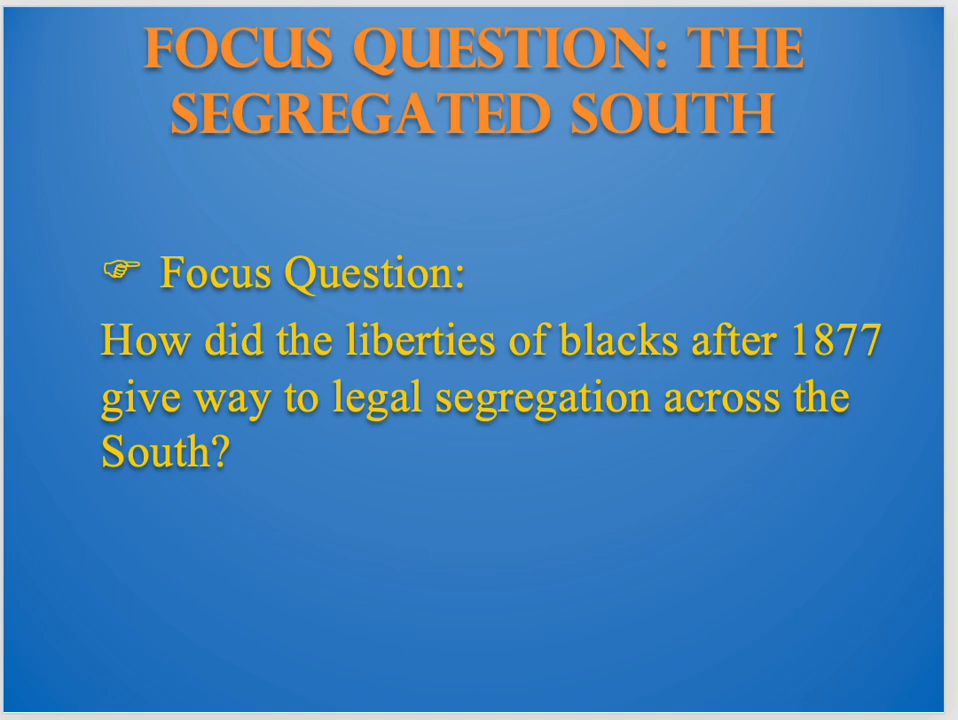 FOCUS QUESTION: THE
SEGREGATED SOUTH
☞ Focus Question:
How did the liberties of blacks after 1877
give way to legal segregation across the
South?